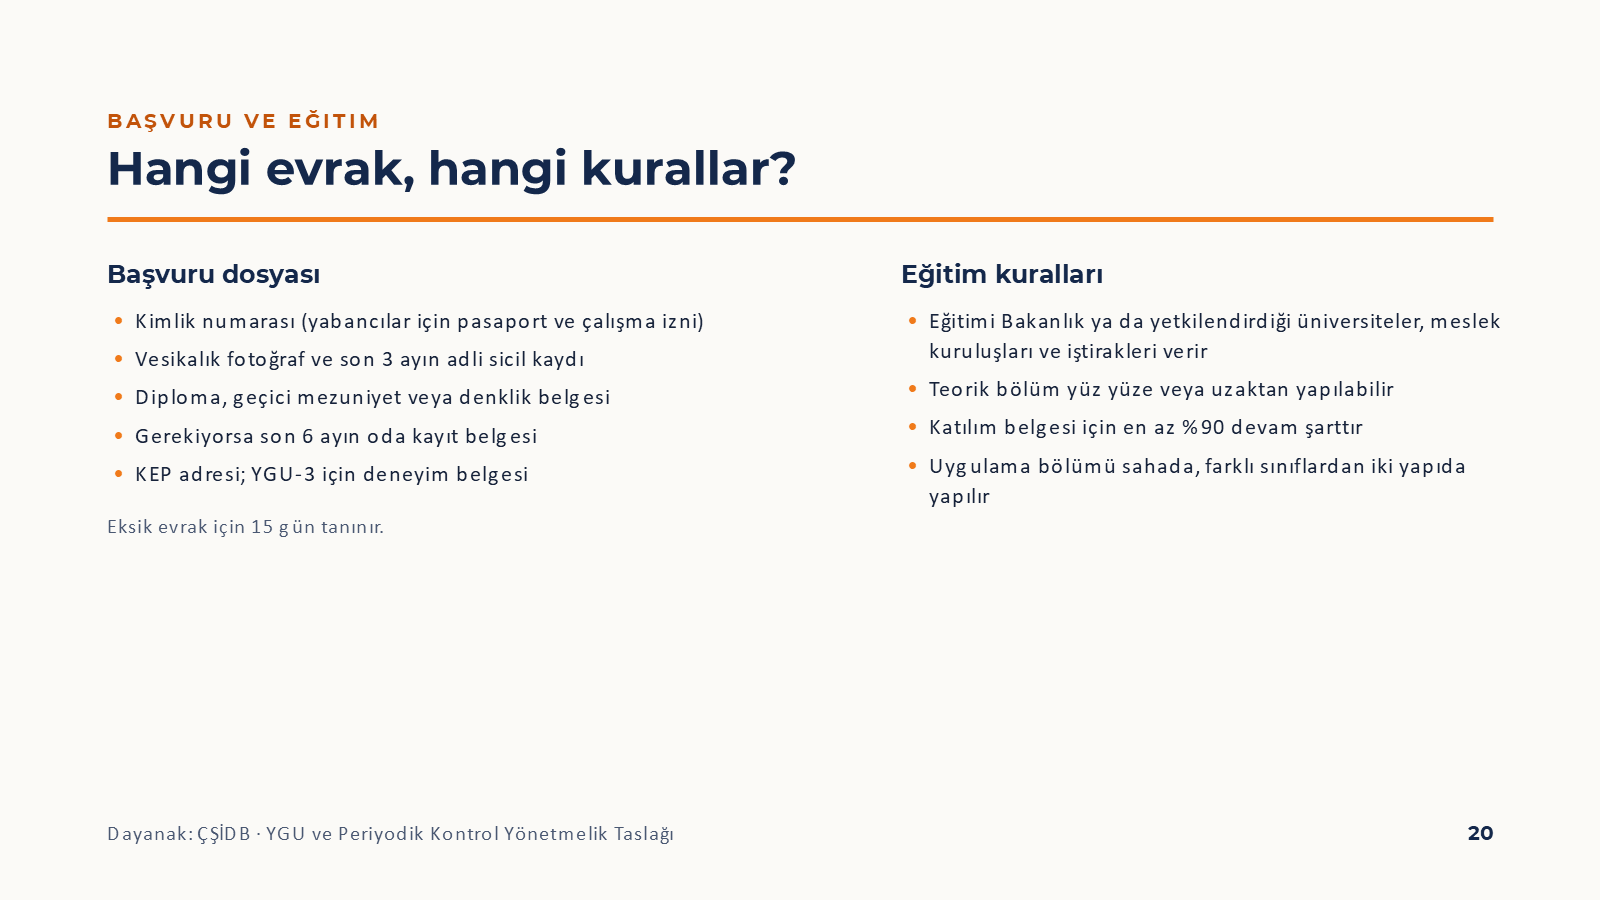 BAŞVURU VE EĞITIM
Hangi evrak, hangi kurallar?
Başvuru dosyası
• Kimlik numarası (yabancılar için pasaport ve çalışma izni)
• Vesikalık fotoğraf ve son 3 ayın adli sicil kaydı
• Diploma, geçici mezuniyet veya denklik belgesi
• Gerekiyorsa son 6 ayın oda kayıt belgesi
• KEP adresi; YGU-3 için deneyim belgesi
Eksik evrak için 15 gün tanınır.
Eğitim kuralları
• Eğitimi Bakanlık ya da yetkilendirdiği üniversiteler, meslek
kuruluşları ve iştirakleri verir
• Teorik bölüm yüz yüze veya uzaktan yapılabilir
• Katılım belgesi için en az %90 devam şarttır
• Uygulama bölümü sahada, farklı sınıflardan iki yapıda
yapılır
Dayanak: ÇŞİDB · YGU ve Periyodik Kontrol Yönetmelik Taslağı
20